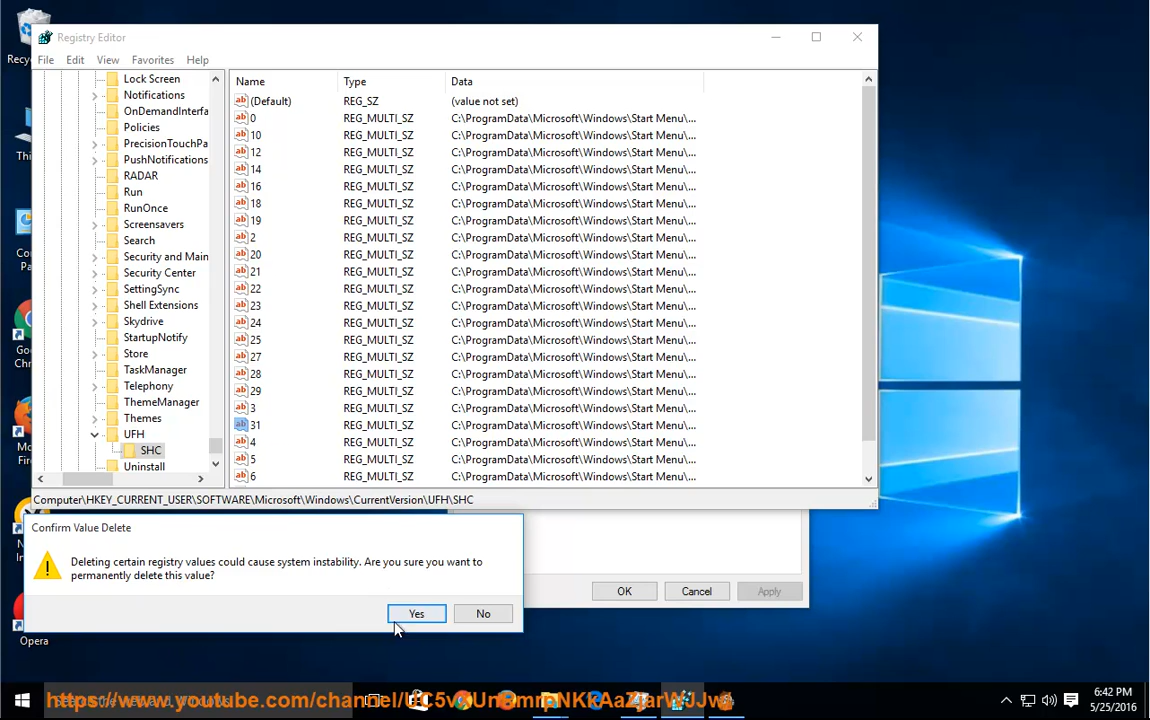 Registry Editor
File Edit View Favorites Help
Lock Screen
Notifications
OnDemandInterfa
Policies
PrecisionTouchPa
PushNotifications
RADAR
Run
RunOnce
Screensavers
Search
Security and Main
Security Center
SettingSync
Shell Extensions
Skydrive
StartupNotify
Store
TaskManager
Telephony
ThemeManager
Themes
UFH
SHC
Uninstall
Name Type Data
(Default) REG_SZ (value not set)
0 REG_MULTI_SZ C:\ProgramData\Microsoft\Windows\Start Menu\...
10 REG_MULTI_SZ C:\ProgramData\Microsoft\Windows\Start Menu\...
12 REG_MULTI_SZ C:\ProgramData\Microsoft\Windows\Start Menu\...
14 REG_MULTI_SZ C:\ProgramData\Microsoft\Windows\Start Menu\...
16 REG_MULTI_SZ C:\ProgramData\Microsoft\Windows\Start Menu\...
18 REG_MULTI_SZ C:\ProgramData\Microsoft\Windows\Start Menu\...
19 REG_MULTI_SZ C:\ProgramData\Microsoft\Windows\Start Menu\...
2 REG_MULTI_SZ C:\ProgramData\Microsoft\Windows\Start Menu\...
20 REG_MULTI_SZ C:\ProgramData\Microsoft\Windows\Start Menu\...
21 REG_MULTI_SZ C:\ProgramData\Microsoft\Windows\Start Menu\...
22 REG_MULTI_SZ C:\ProgramData\Microsoft\Windows\Start Menu\...
23 REG_MULTI_SZ C:\ProgramData\Microsoft\Windows\Start Menu\...
24 REG_MULTI_SZ C:\ProgramData\Microsoft\Windows\Start Menu\...
25 REG_MULTI_SZ C:\ProgramData\Microsoft\Windows\Start Menu\...
27 REG_MULTI_SZ C:\ProgramData\Microsoft\Windows\Start Menu\...
28 REG_MULTI_SZ C:\ProgramData\Microsoft\Windows\Start Menu\...
29 REG_MULTI_SZ C:\ProgramData\Microsoft\Windows\Start Menu\...
3 REG_MULTI_SZ C:\ProgramData\Microsoft\Windows\Start Menu\...
31 REG_MULTI_SZ C:\ProgramData\Microsoft\Windows\Start Menu\...
4 REG_MULTI_SZ C:\ProgramData\Microsoft\Windows\Start Menu\...
5 REG_MULTI_SZ C:\ProgramData\Microsoft\Windows\Start Menu\...
6 REG_MULTI_SZ C:\ProgramData\Microsoft\Windows\Start Menu\...
Computer\HKEY_CURRENT_USER\SOFTWARE\Microsoft\Windows\CurrentVersion\UFH\SHC
Confirm Value Delete
Deleting certain registry values could cause system instability. Are you sure you want to
permanently delete this value?
Yes No
OK Cancel Apply
Opera
6:42 PM
5/25/2016